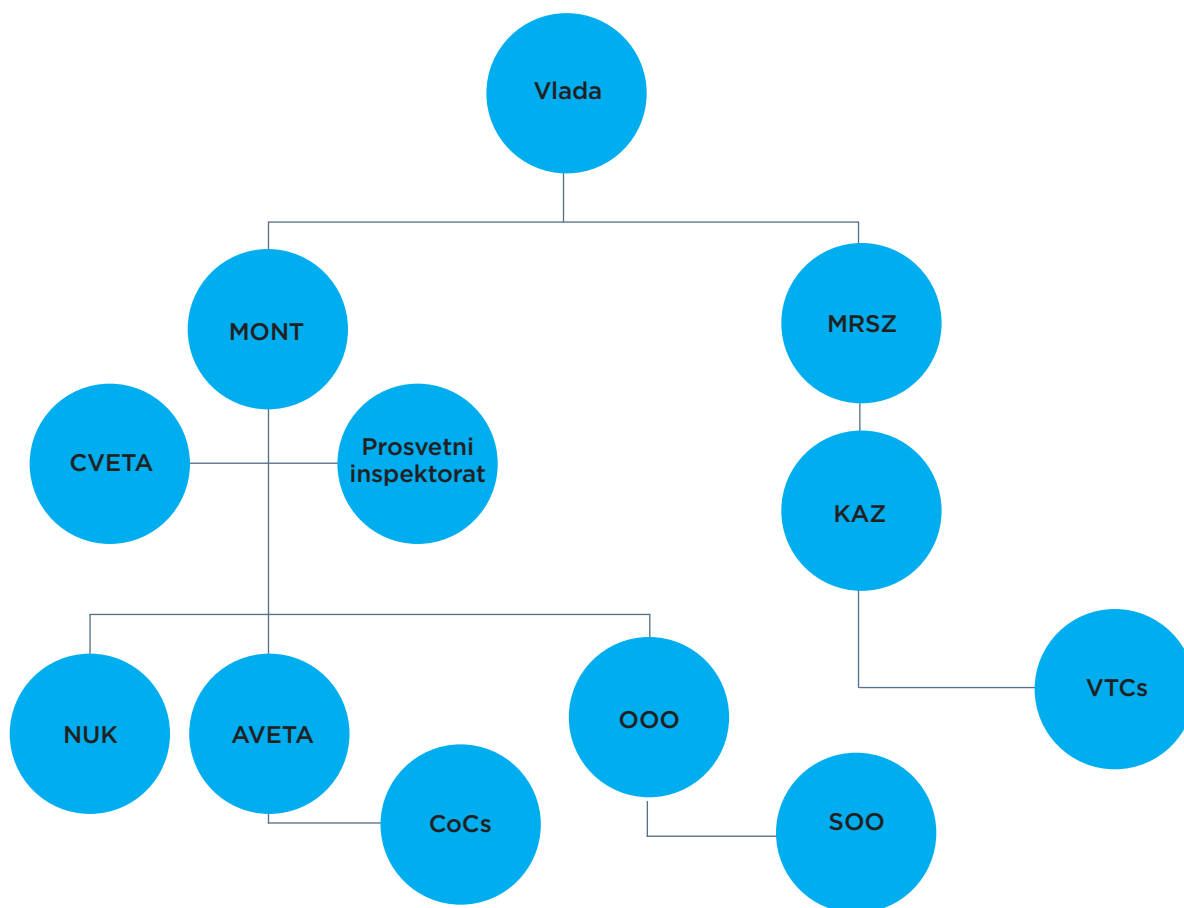 Vlada
MONT
MRSZ
CVETA
Prosvetni
inspektorat
KAZ
NUK
AVETA
OOO
VTCs
CoCs
SOO